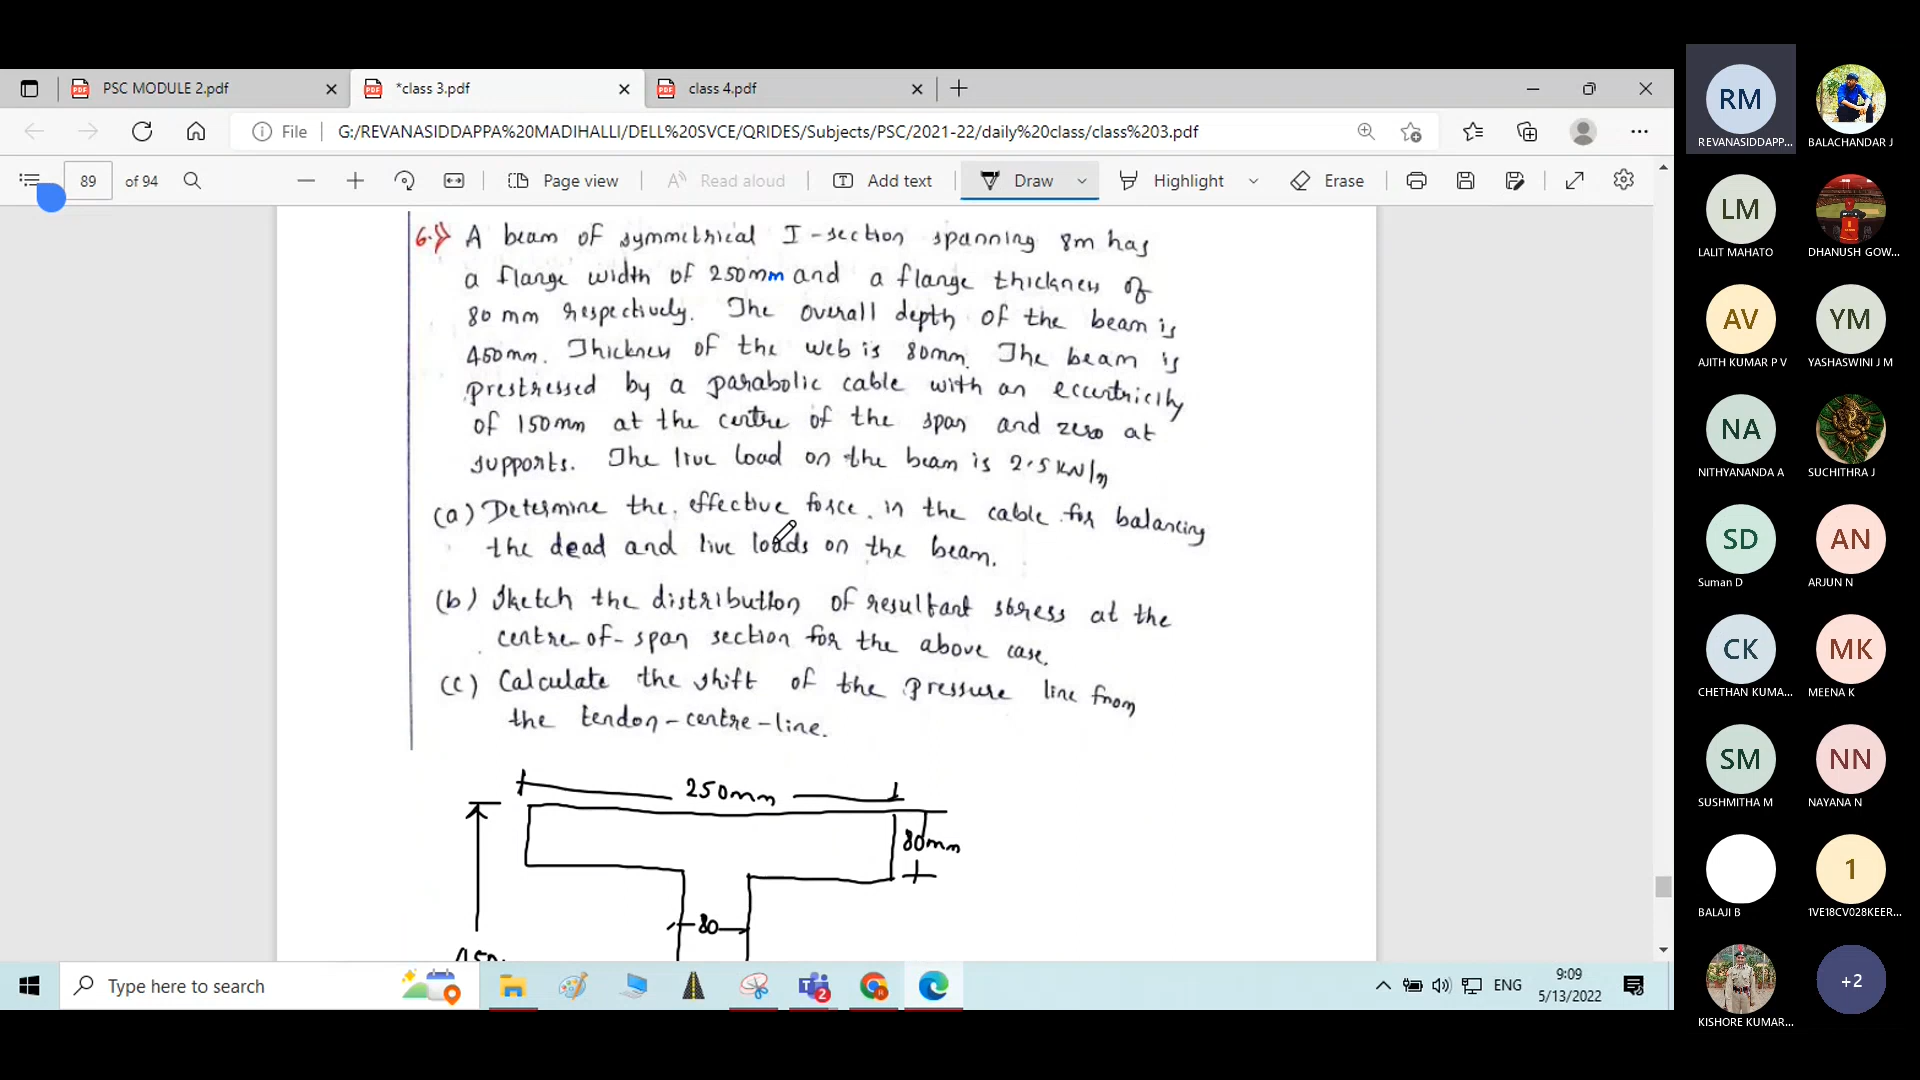 PSC MODULE 2.pdf
*class 3.pdf
class 4.pdf
File
G:/REVANASIDDAPPA%20MADIHALLI/DELL%20SVCE/QRIDES/Subjects/PSC/2021-22/daily%20class/class%203.pdf
89 of 94
Page view
Read aloud
Add text
Draw
Highlight
Erase
6.) A beam of symmetrical I-section spanning 8m has
a flange width of 250mm and a flange thickness of
80 mm respectively. The overall depth of the beam is
450mm. Thickness of the web is 80mm. The beam is
prestressed by a parabolic cable with an eccentricity
of 150mm at the centre of the span and zero at
supports. The live load on the beam is 2.5 kN/m
(a) Determine the effective force in the cable for balancing
the dead and live loads on the beam.
(b) Sketch the distribution of resultant stress at the
centre-of-span section for the above case.
(c) Calculate the shift of the pressure line from
the tendon-centre-line.
250mm
80mm
80
RM
REVANASIDDAPP...
BALACHANDAR J
LM
LALIT MAHATO
DHANUSH GOW...
AV
AJITH KUMAR P V
YM
YASHASWINI J M
NA
NITHYANANDA A
SUCHITHRA J
SD
Suman D
AN
ARJUN N
CK
CHETHAN KUMA...
MK
MEENA K
SM
SUSHMITHA M
NN
NAYANA N
BALAJI B
1
1VE18CV028KEER...
KISHORE KUMAR...
+2
Type here to search
2
ENG
9:09
5/13/2022